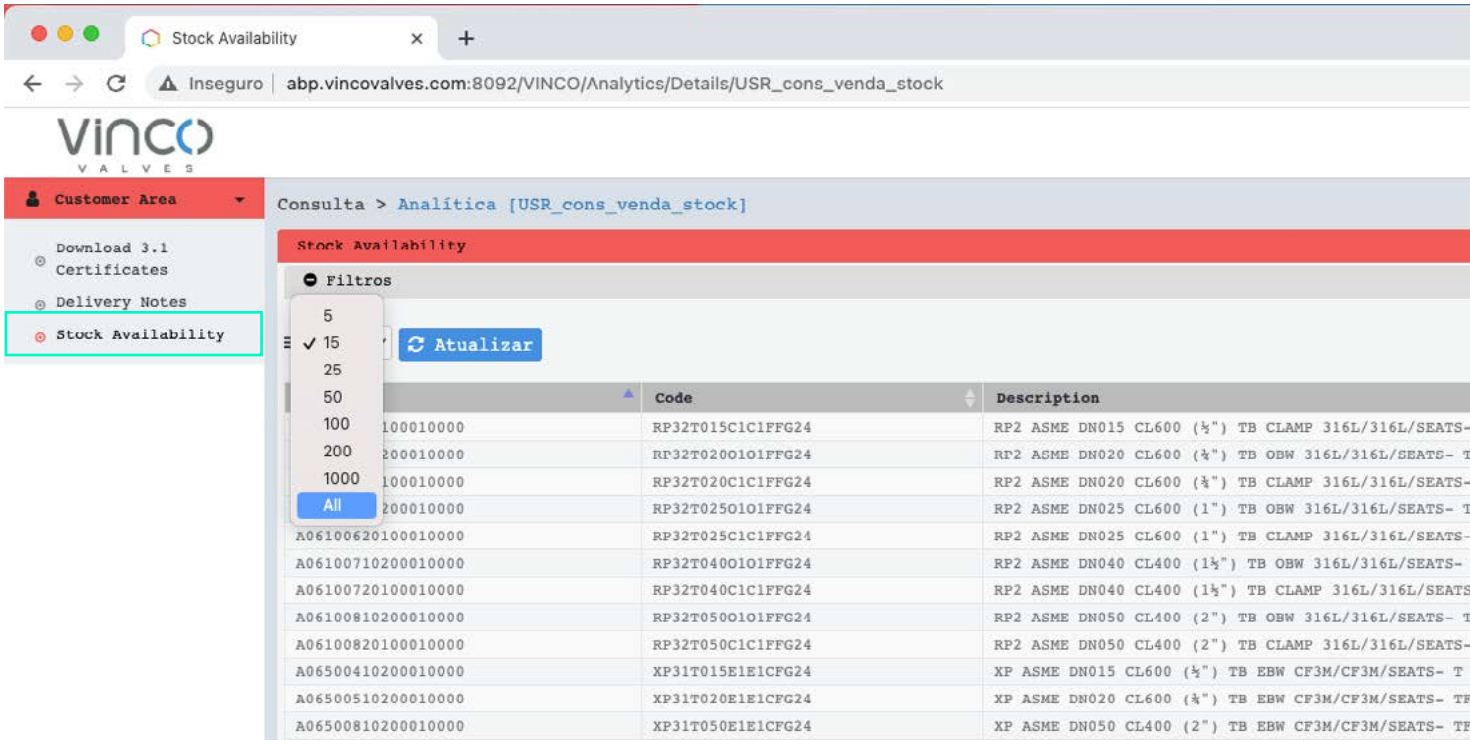 Stock Availability
Inseguro abp.vincovalves.com:8092/VINCO/Analytics/Details/USR_cons_venda_stock
VINCO
VALVES
Customer Area
Consulta > Analítica [USR_cons_venda_stock]
Download 3.1
Certificates
Delivery Notes
Stock Availability
Stock Availability
Filtros
5
15
25
50
100
200
1000
All
Atualizar
Code Description
100010000 RP32T015C1C1FFG24 RP2 ASME DN015 CL600 (½") TB CLAMP 316L/316L/SEATS-
200010000 RP32T020O1O1FFG24 RP2 ASME DN020 CL600 (¾") TB OBW 316L/316L/SEATS- T
100010000 RP32T020C1C1FFG24 RP2 ASME DN020 CL600 (¾") TB CLAMP 316L/316L/SEATS-
200010000 RP32T025O1O1FFG24 RP2 ASME DN025 CL600 (1") TB OBW 316L/316L/SEATS- T
A06100620100010000 RP32T025C1C1FFG24 RP2 ASME DN025 CL600 (1") TB CLAMP 316L/316L/SEATS-
A06100710200010000 RP32T040O1O1FFG24 RP2 ASME DN040 CL400 (1½") TB OBW 316L/316L/SEATS-
A06100720100010000 RP32T040C1C1FFG24 RP2 ASME DN040 CL400 (1½") TB CLAMP 316L/316L/SEATS
A06100810200010000 RP32T050O1O1FFG24 RP2 ASME DN050 CL400 (2") TB OBW 316L/316L/SEATS- T
A06100820100010000 RP32T050C1C1FFG24 RP2 ASME DN050 CL400 (2") TB CLAMP 316L/316L/SEATS-
A06500410200010000 XP31T015E1E1CFG24 XP ASME DN015 CL600 (½") TB EBW CF3M/CF3M/SEATS- T
A06500510200010000 XP31T020E1E1CFG24 XP ASME DN020 CL600 (¾") TB EBW CF3M/CF3M/SEATS- TF
A06500810200010000 XP31T050E1E1CFG24 XP ASME DN050 CL400 (2") TB EBW CF3M/CF3M/SEATS- TF